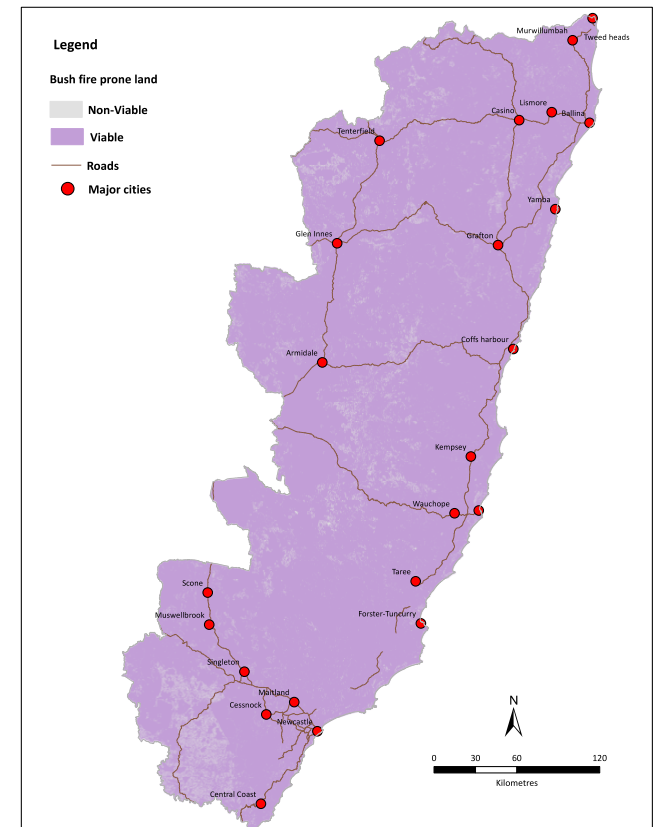 Legend
Bush fire prone land
Non-Viable
Viable
Roads
Major cities
Murwillumbah
Tweed heads
Lismore
Casino
Ballina
Tenterfield
Yamba
Glen Innes
Grafton
Coffs harbour
Armidale
Kempsey
Wauchope
Taree
Scone
Forster-Tuncurry
Muswellbrook
Singleton
Maitland
Cessnock
Newcastle
Central Coast
N
0 30 60 120
Kilometres